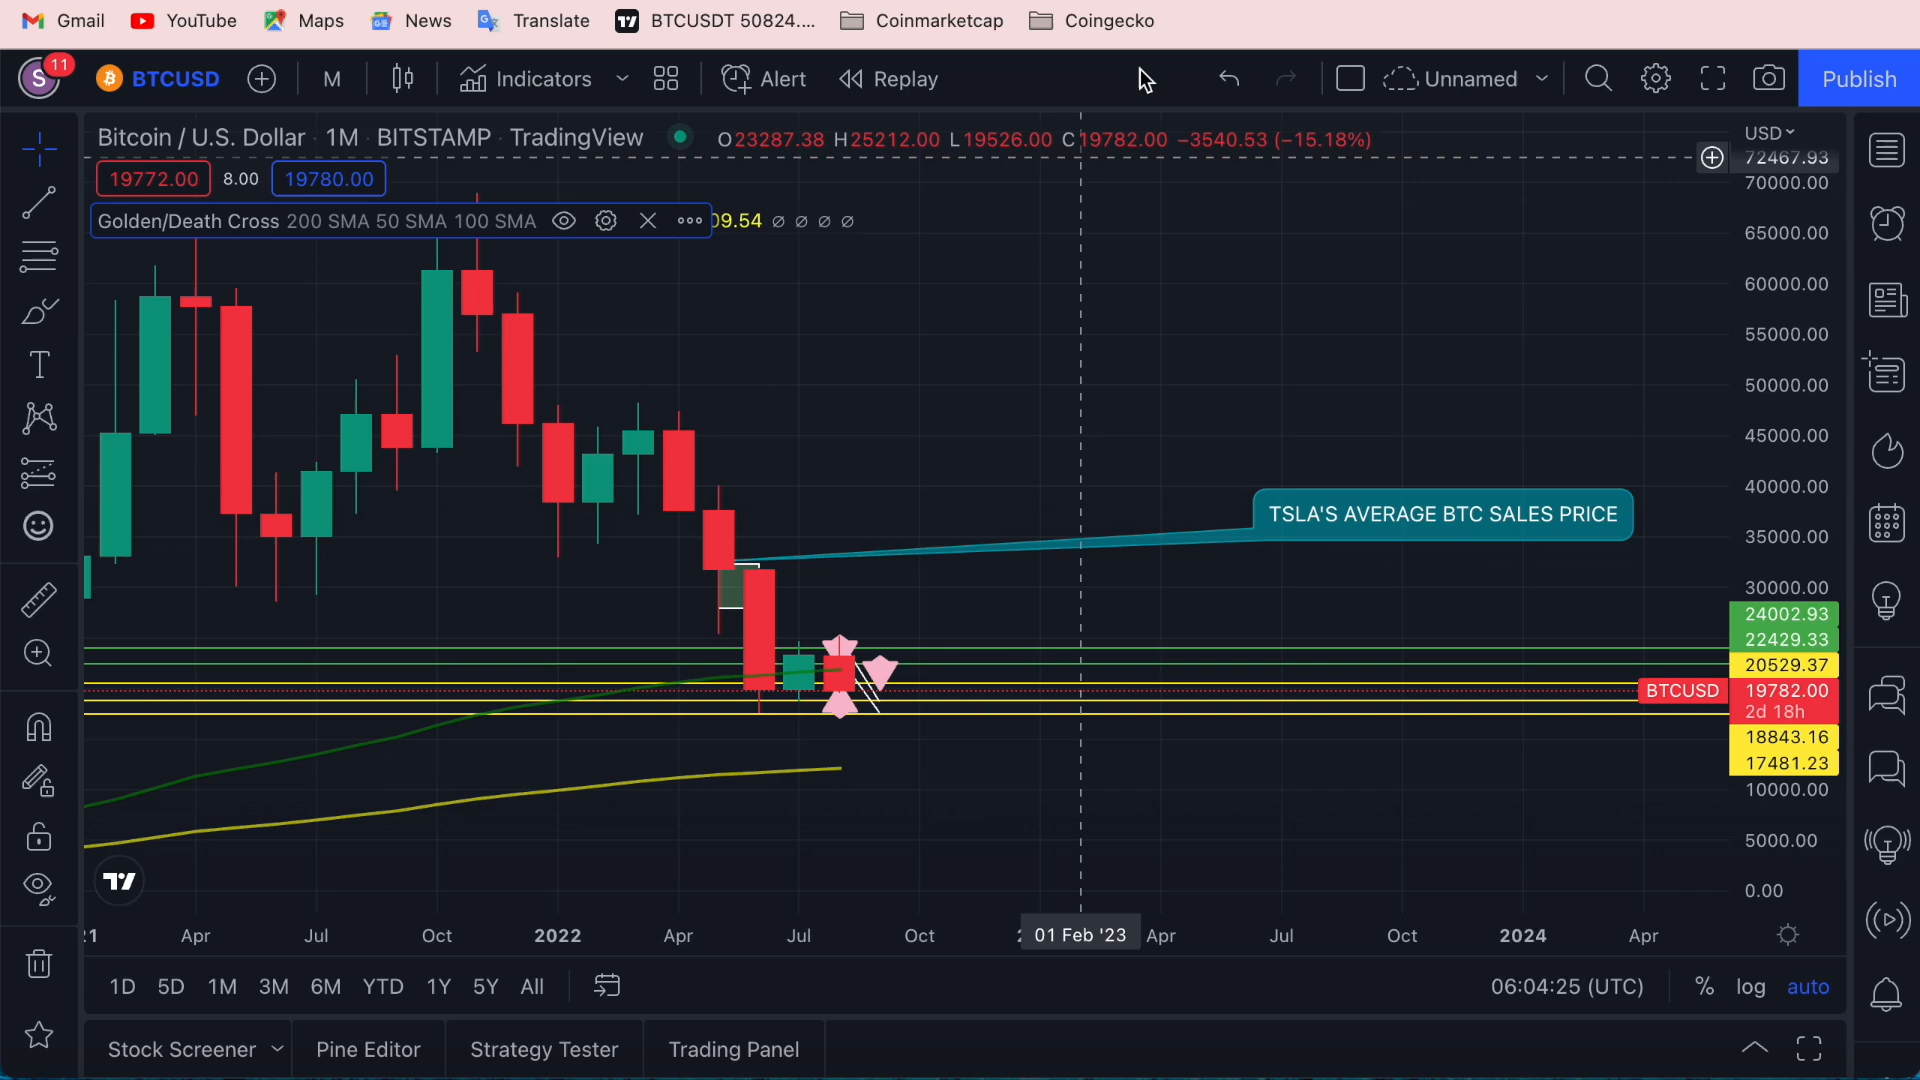 Gmail YouTube Maps News Translate BTCUSDT 50824.... Coinmarketcap Coingecko
S 11 BTCUSD M Indicators Alert Replay Unnamed Publish
Bitcoin / U.S. Dollar · 1M · BITSTAMP · TradingView O23287.38 H25212.00 L19526.00 C19782.00 −3540.53 (−15.18%)
USD
72467.93
19772.00 8.00 19780.00
70000.00
Golden/Death Cross 200 SMA 50 SMA 100 SMA 09.54 ∅ ∅ ∅ ∅
65000.00
60000.00
55000.00
50000.00
45000.00
40000.00
TSLA'S AVERAGE BTC SALES PRICE
35000.00
30000.00
24002.93
22429.33
20529.37
BTCUSD 19782.00
2d 18h
18843.16
17481.23
10000.00
5000.00
0.00
Apr Jul Oct 2022 Apr Jul Oct 01 Feb '23 Apr Jul Oct 2024 Apr
1D 5D 1M 3M 6M YTD 1Y 5Y All 06:04:25 (UTC) % log auto
Stock Screener Pine Editor Strategy Tester Trading Panel